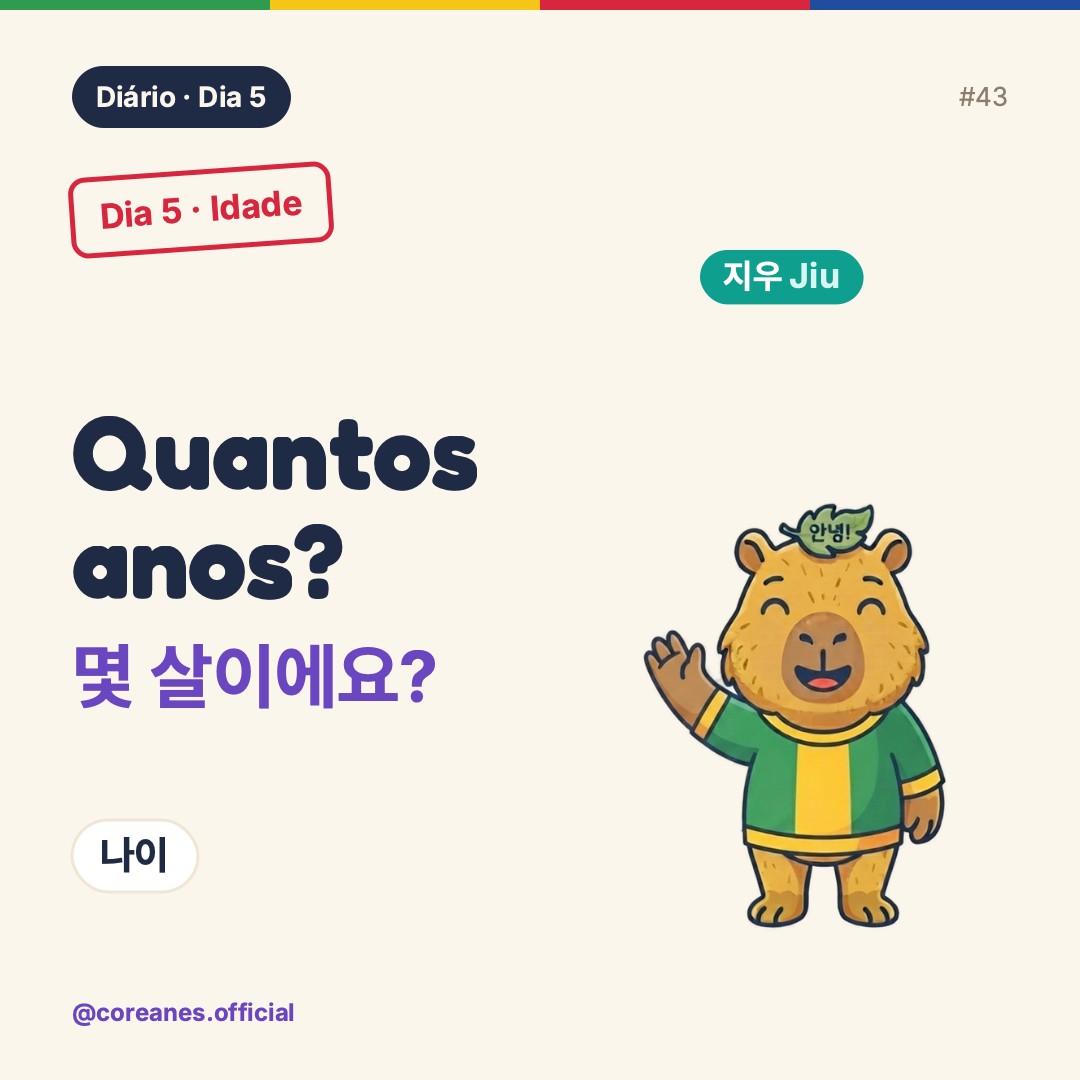 Diário · Dia 5
#43
Dia 5 · Idade
지우 Jiu
Quantos
anos?
몇 살이에요?
안녕!
나이
@coreanes.official